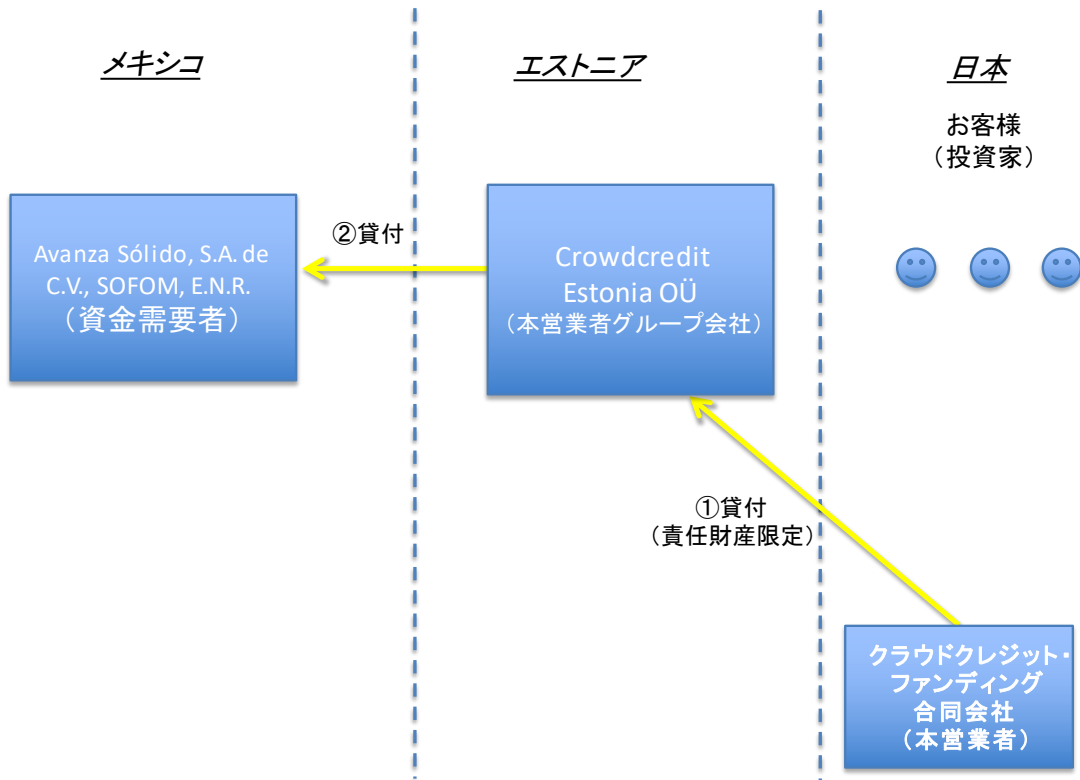 メキシコ
エストニア
日本
お客様
（投資家）
Avanza Sólido, S.A. de
C.V., SOFOM, E.N.R.
（資金需要者）
②貸付
Crowdcredit
Estonia OÜ
（本営業者グループ会社）
①貸付
（責任財産限定）
クラウドクレジット・
ファンディング
合同会社
（本営業者）